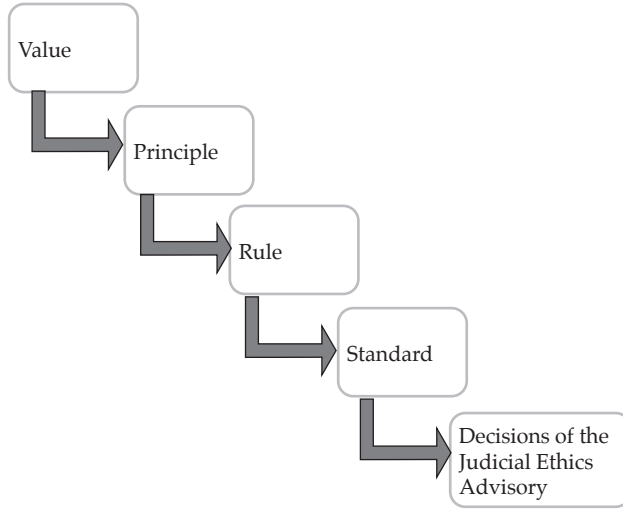 Value
Principle
Rule
Standard
Decisions of the
Judicial Ethics
Advisory